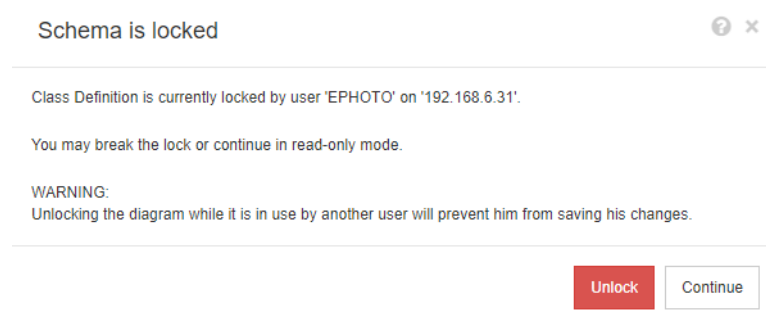 Schema is locked
Class Definition is currently locked by user 'EPHOTO' on '192.168.6.31'.
You may break the lock or continue in read-only mode.
WARNING:
Unlocking the diagram while it is in use by another user will prevent him from saving his changes.
Unlock
Continue